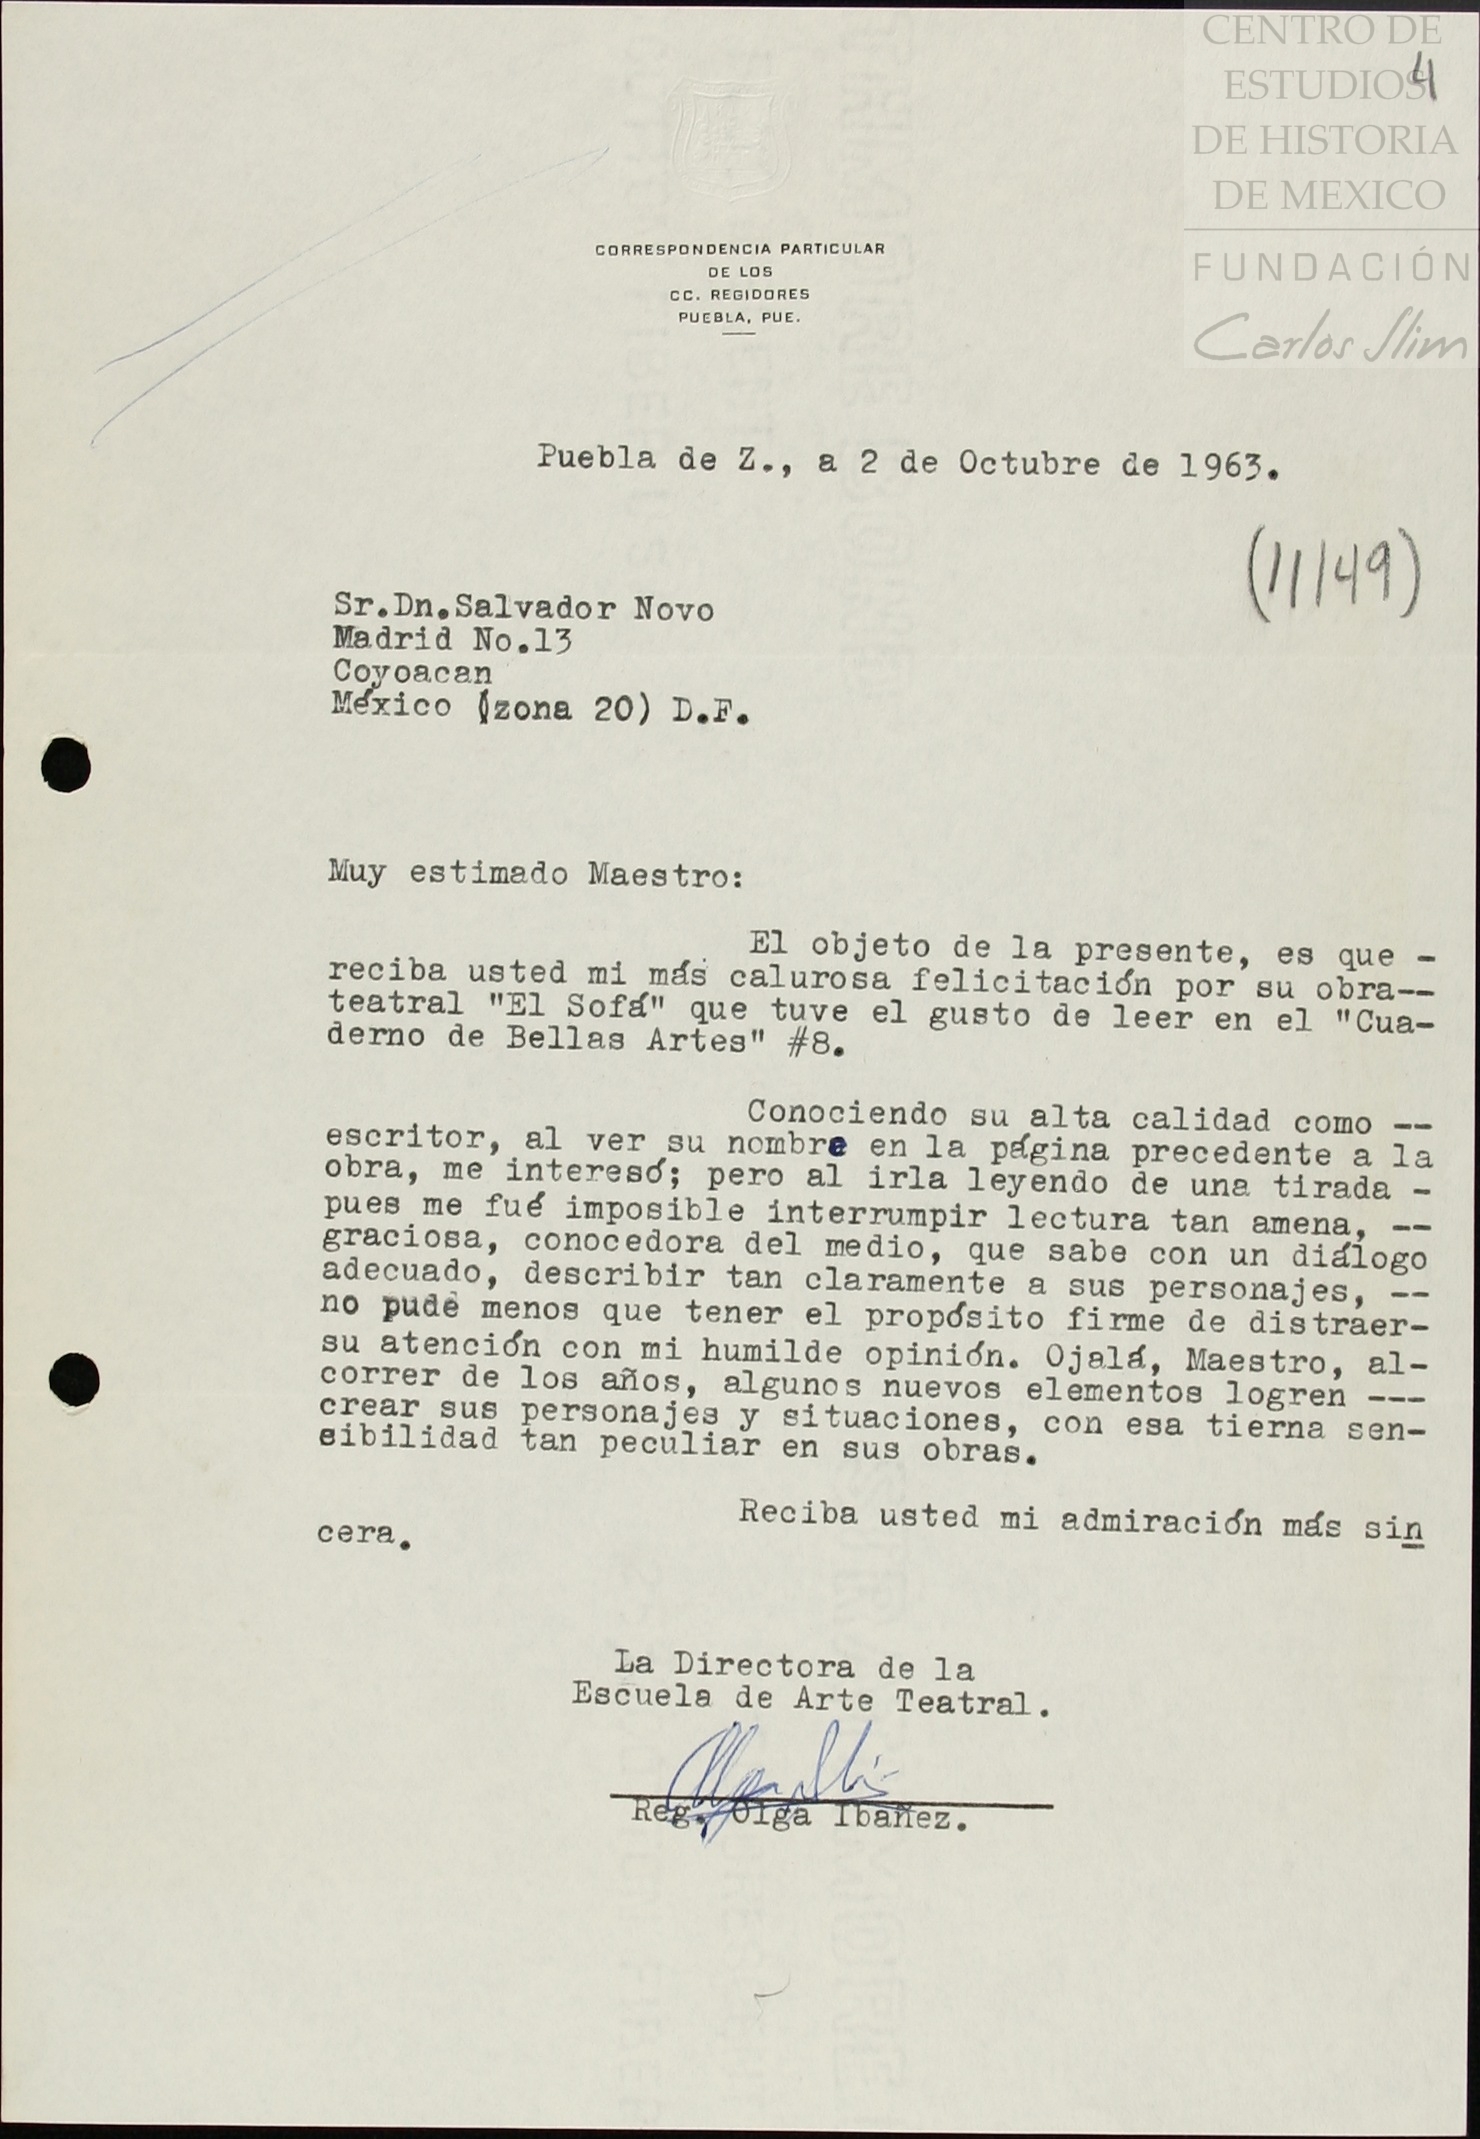 CENTRO DE
ESTUDIOS
DE HISTORIA
DE MEXICO
FUNDACIÓN
Carlos Slim
4
CORRESPONDENCIA PARTICULAR
DE LOS
CC. REGIDORES
PUEBLA, PUE.
Puebla de Z., a 2 de Octubre de 1963.
(11/49)
Sr.Dn.Salvador Novo
Madrid No.13
Coyoacan
México (zona 20) D.F.
Muy estimado Maestro:
El objeto de la presente, es que -
reciba usted mi más calurosa felicitación por su obra--
teatral "El Sofá" que tuve el gusto de leer en el "Cua-
derno de Bellas Artes" #8.
Conociendo su alta calidad como --
escritor, al ver su nombre en la página precedente a la
obra, me interesó; pero al irla leyendo de una tirada -
pues me fué imposible interrumpir lectura tan amena, --
graciosa, conocedora del medio, que sabe con un diálogo
adecuado, describir tan claramente a sus personajes, --
no pude menos que tener el propósito firme de distraer-
su atención con mi humilde opinión. Ojalá, Maestro, al-
correr de los años, algunos nuevos elementos logren ---
crear sus personajes y situaciones, con esa tierna sen-
sibilidad tan peculiar en sus obras.
Reciba usted mi admiración más sin
cera.
La Directora de la
Escuela de Arte Teatral.
Reg. Olga Ibañez.